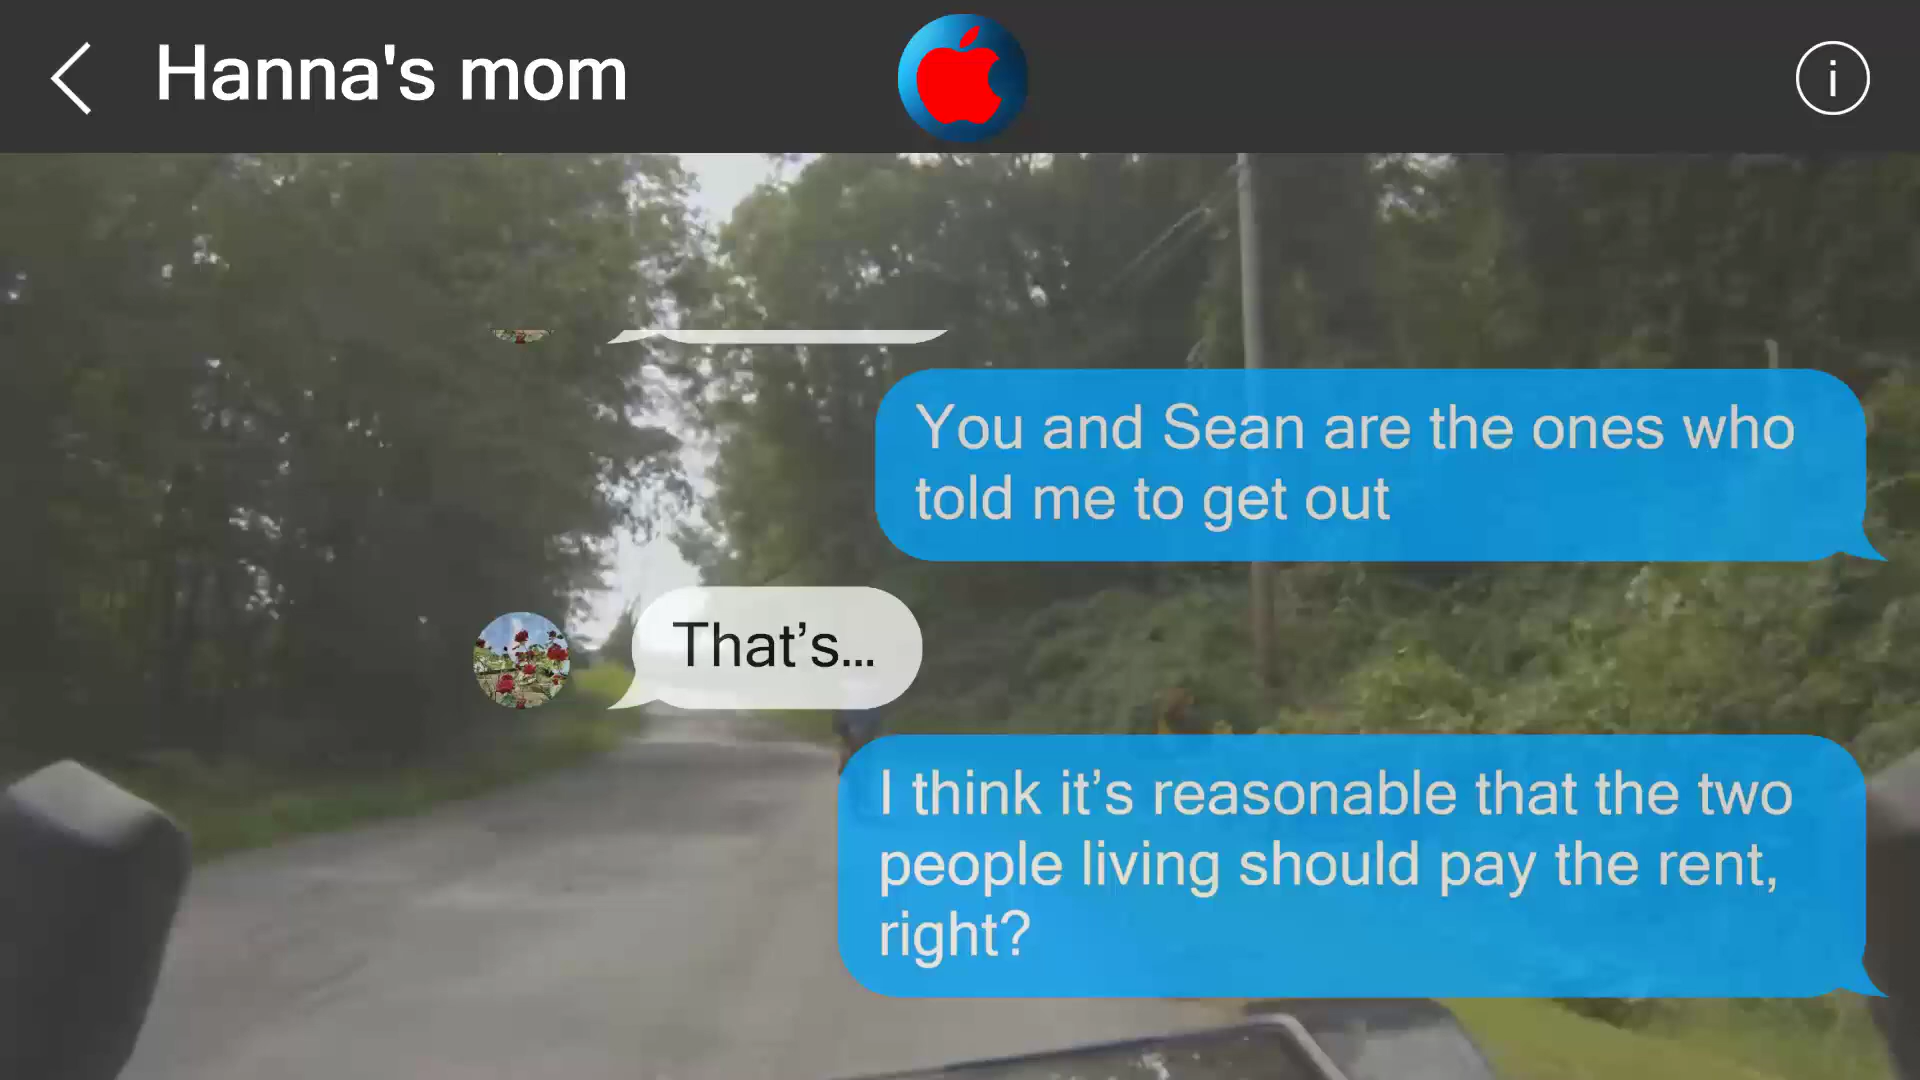 Hanna's mom
i
You and Sean are the ones who
told me to get out
That’s...
I think it’s reasonable that the two
people living should pay the rent,
right?